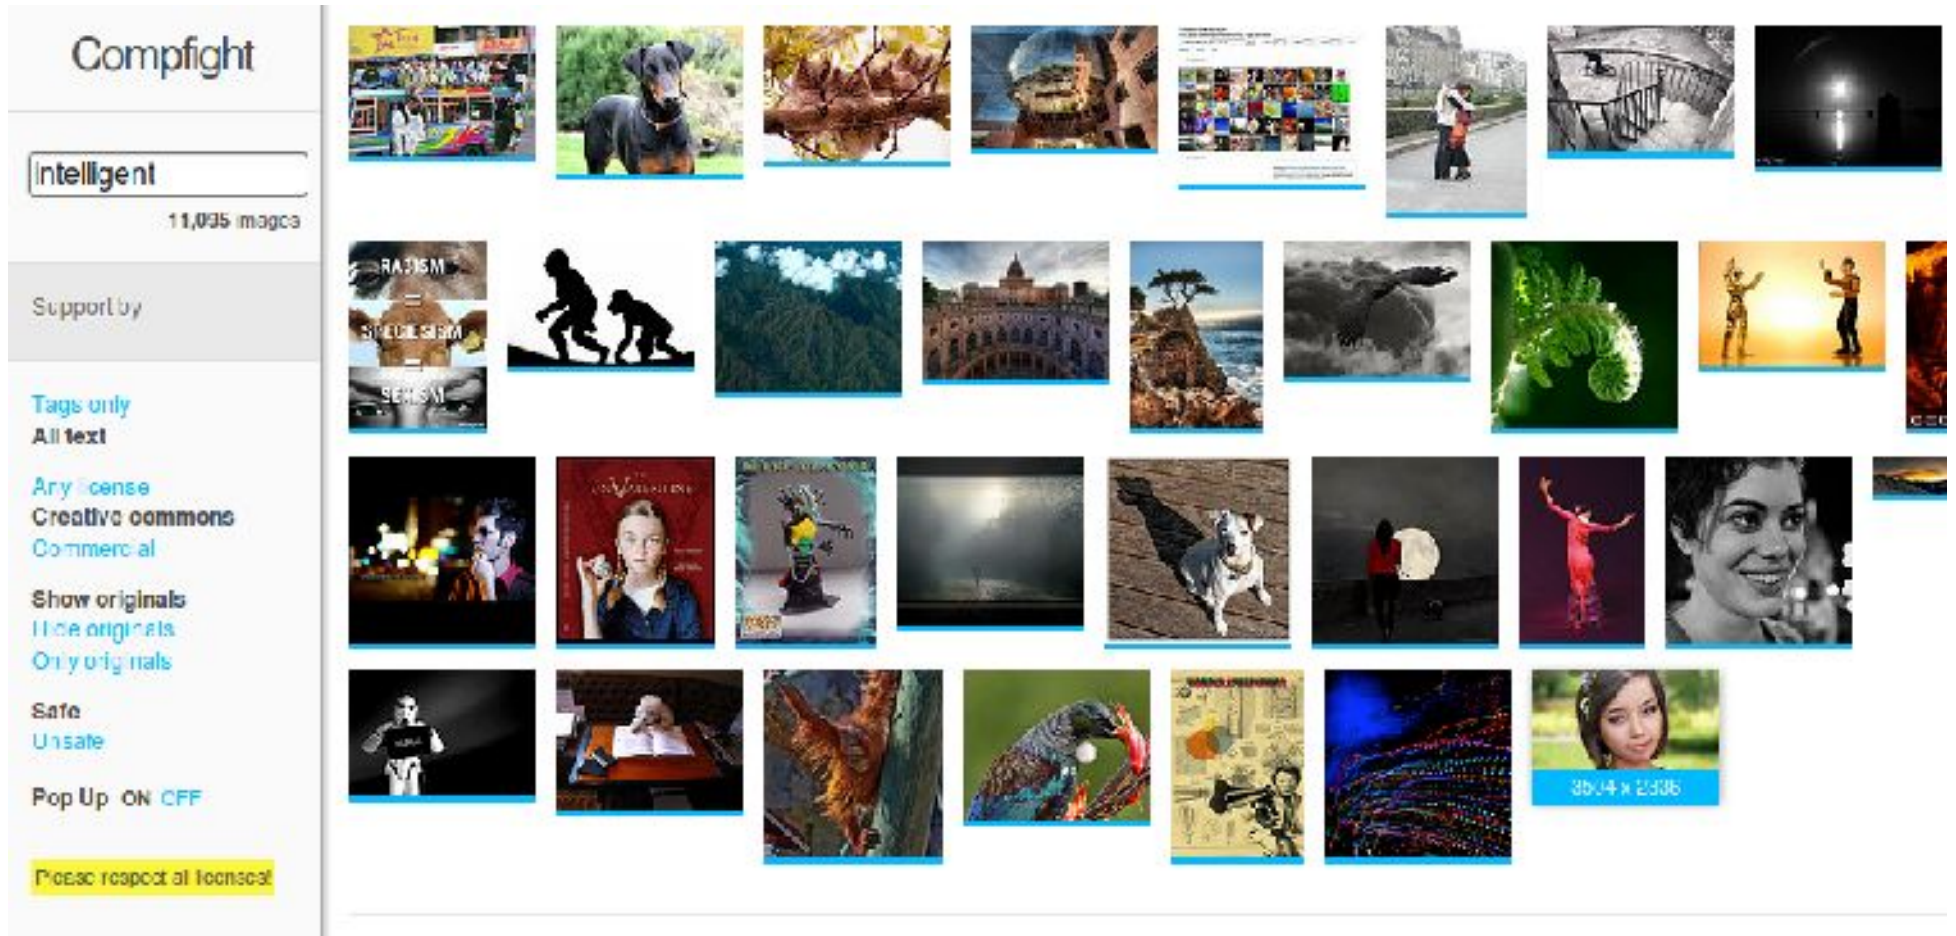 Compfight
intelligent
11,095 images
Support by
Tags only
All text
Any license
Creative commons
Commercial
Show originals
Hide originals
Only originals
Safe
Unsafe
Pop Up ON OFF
Please respect all licenses!
RACISM
=
SPECIESISM
=
SEXISM
3504 x 2336